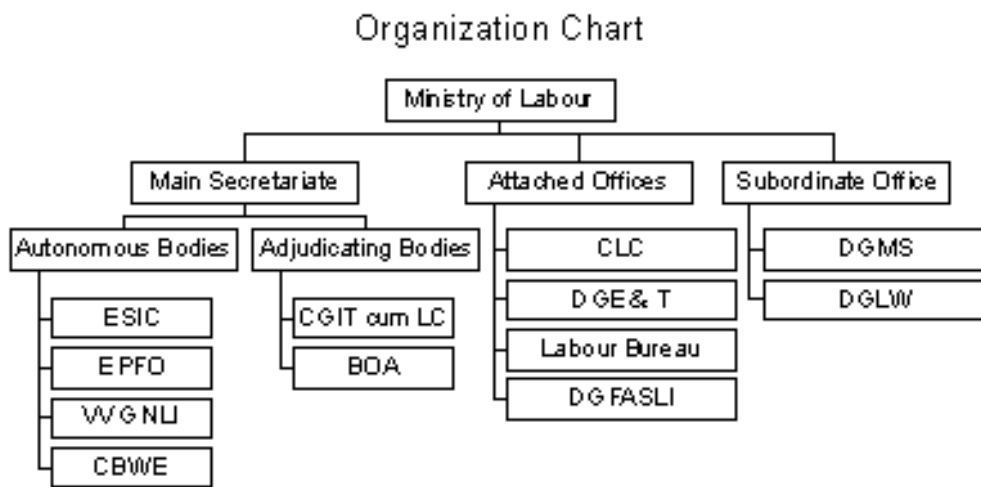 Organization Chart
Ministry of Labour
Main Secretariate
Attached Offices
Subordinate Office
Autonomous Bodies
Adjudicating Bodies
ESIC
EPFO
VVGNLI
CBWE
CGIT cum LC
BOA
CLC
DGE& T
Labour Bureau
DGFASLI
DGMS
DGLW